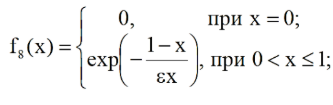 f₈(x) = { 0, при x = 0;
exp(−(1−x)/(εx)), при 0 < x ≤ 1;